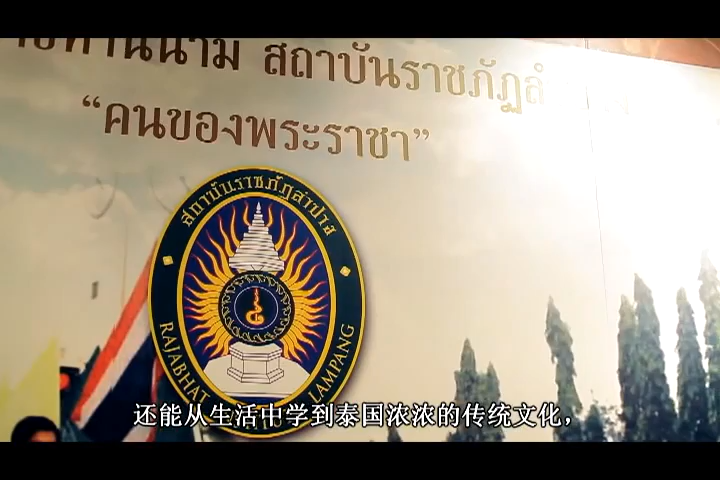 สถาบันราชภัฏ
“คนของพระราชา”
สถาบันราชภัฏลำปาง
RAJABHAT LAMPANG
还能从生活中学到泰国浓浓的传统文化，